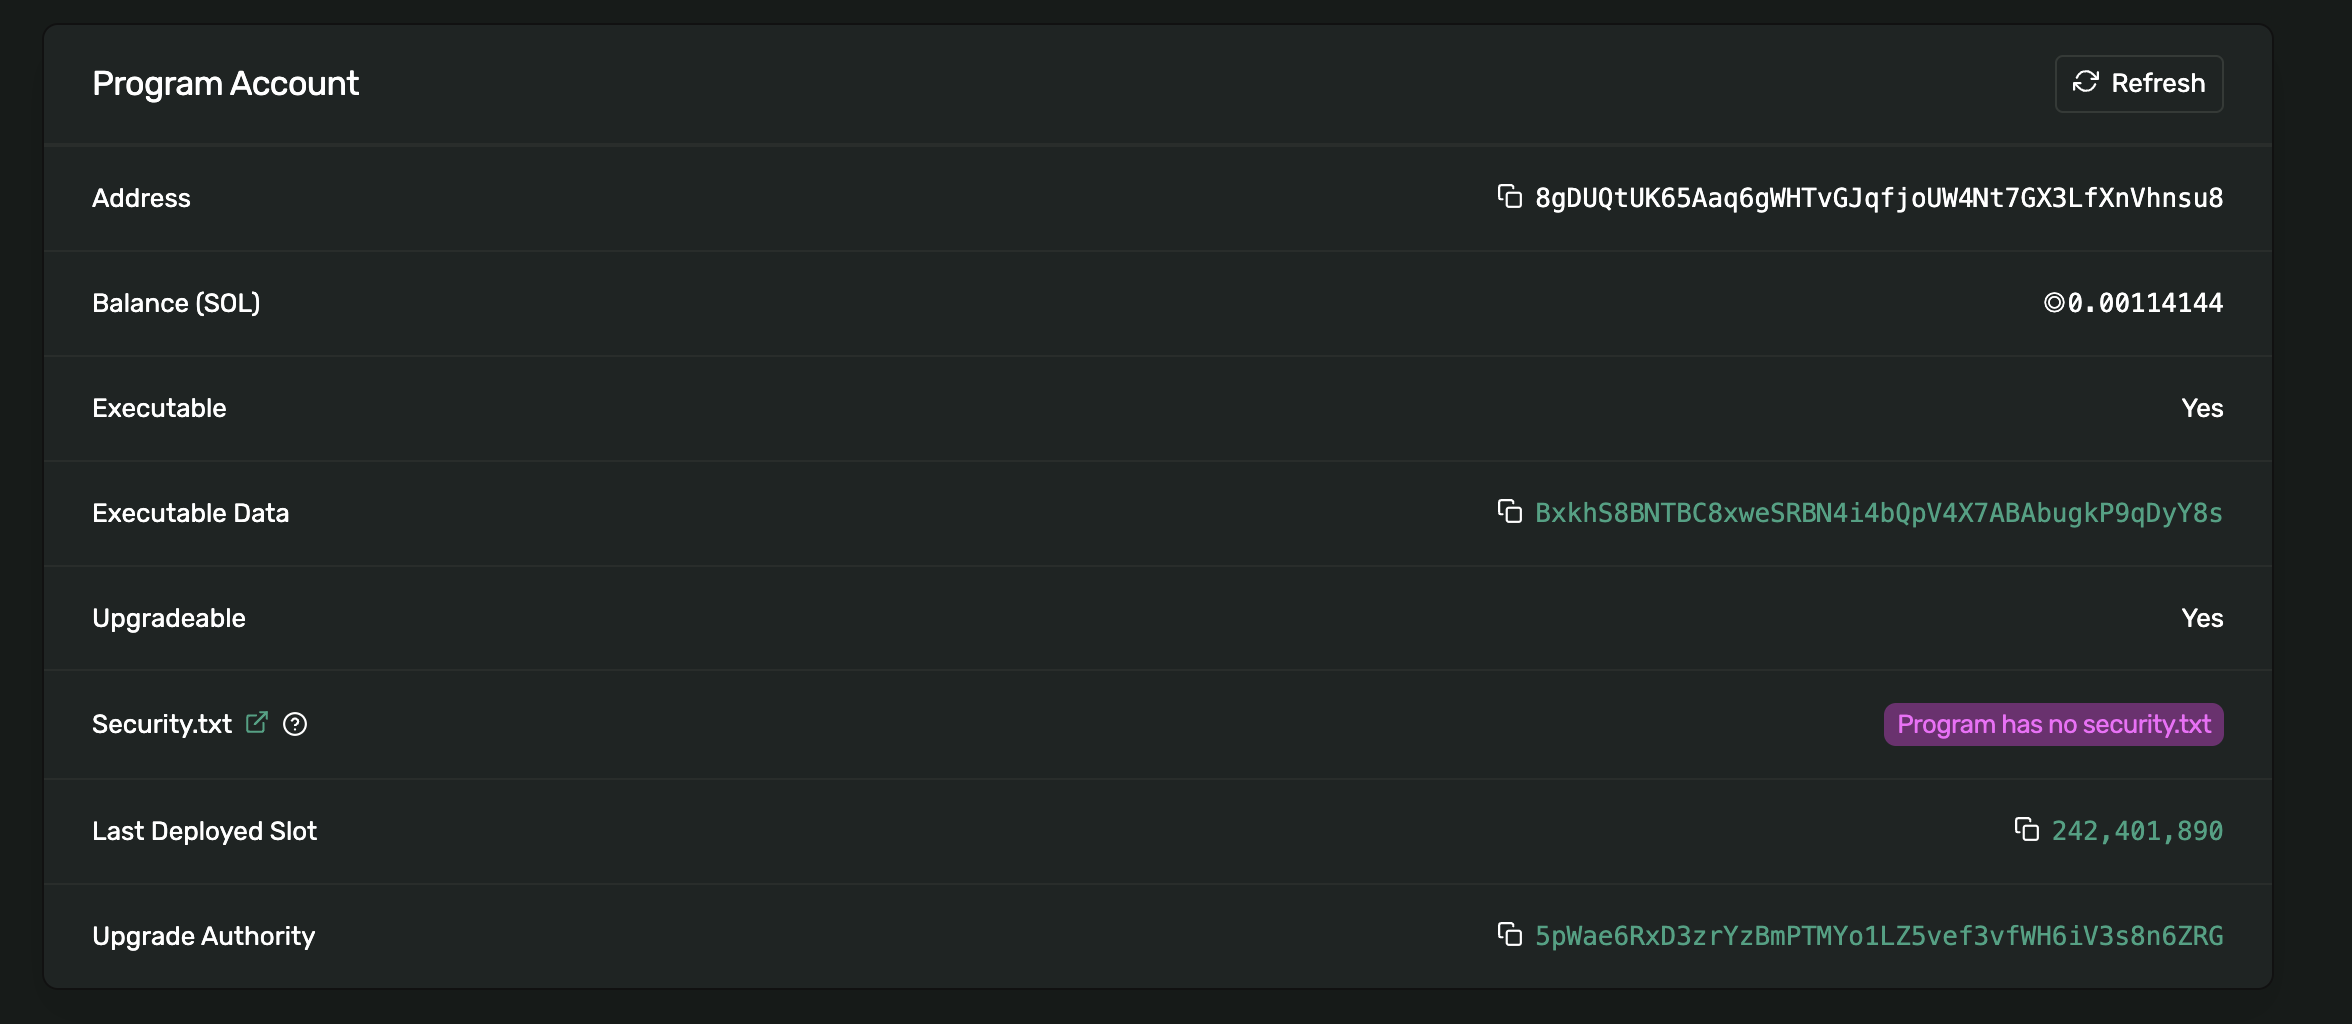 Program Account
Refresh
Address
8gDUQtUK65Aaq6gWHTvGJqfjoUW4Nt7GX3LfXnVhnsu8
Balance (SOL)
◎0.00114144
Executable
Yes
Executable Data
BxkhS8BNTBC8xweSRBN4i4bQpV4X7ABAbugkP9qDyY8s
Upgradeable
Yes
Security.txt
Program has no security.txt
Last Deployed Slot
242,401,890
Upgrade Authority
5pWae6RxD3zrYzBmPTMYo1LZ5vef3vfWH6iV3s8n6ZRG